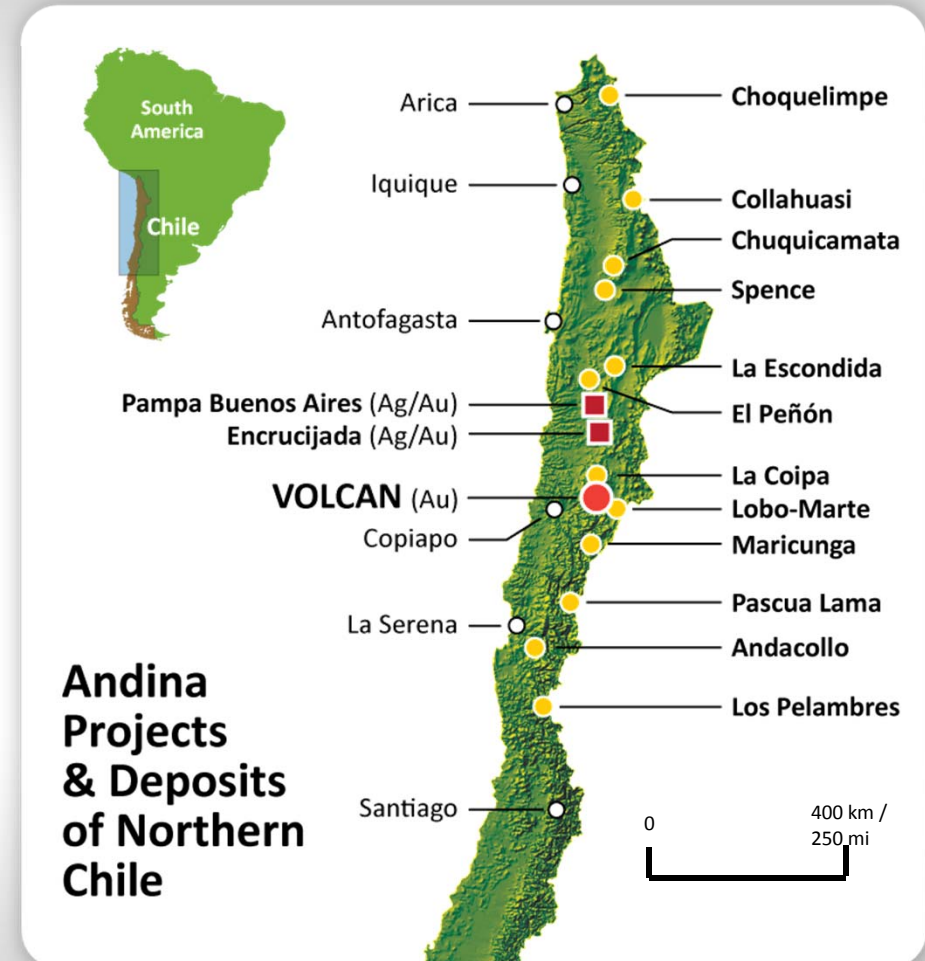 South
America
Chile
Arica
Iquique
Antofagasta
Pampa Buenos Aires (Ag/Au)
Encrucijada (Ag/Au)
VOLCAN (Au)
Copiapo
La Serena
Santiago
Choquelimpe
Collahuasi
Chuquicamata
Spence
La Escondida
El Peñón
La Coipa
Lobo-Marte
Maricunga
Pascua Lama
Andacollo
Los Pelambres
Andina
Projects
& Deposits
of Northern
Chile
0
400 km /
250 mi